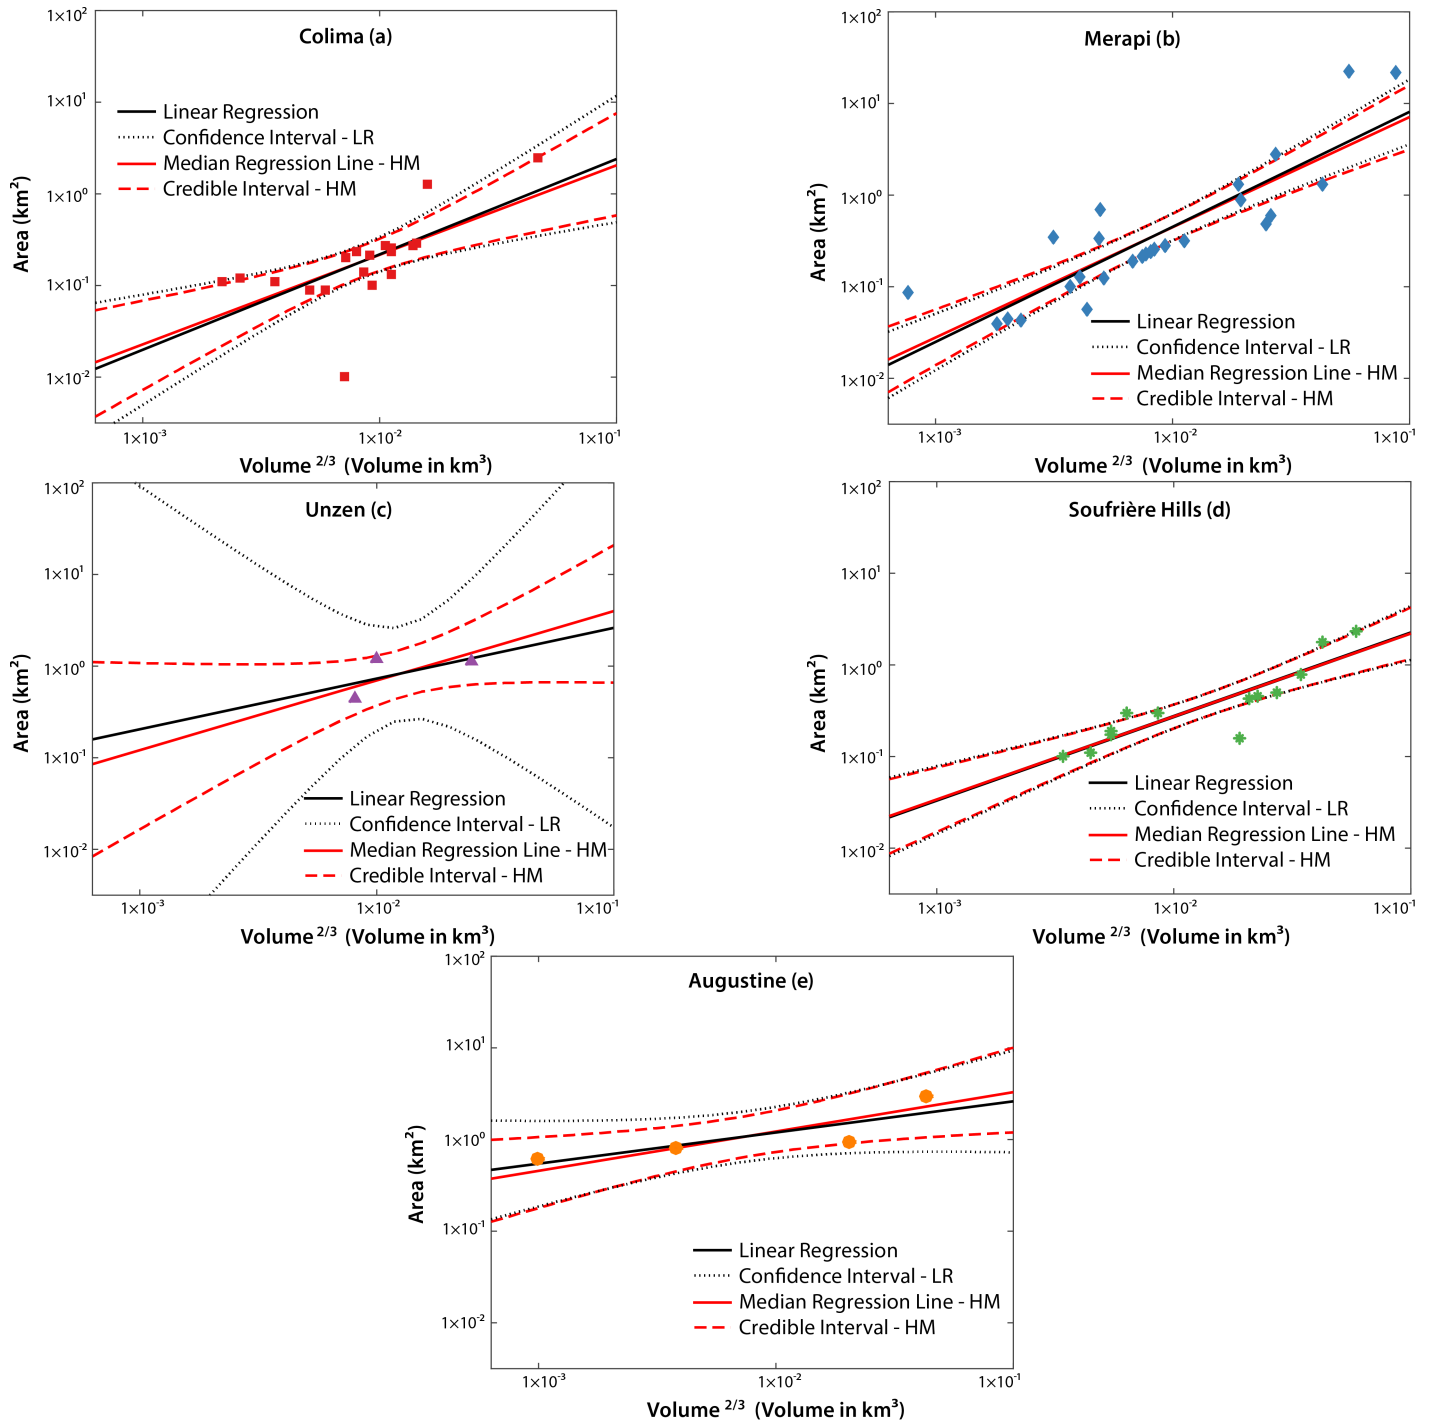 Colima (a)
1×10²
1×10¹
1×10⁰
1×10⁻¹
1×10⁻²
Area (km²)
Linear Regression
Confidence Interval - LR
Median Regression Line - HM
Credible Interval - HM
1×10⁻³ 1×10⁻² 1×10⁻¹
Volume ²/³ (Volume in km³)
Merapi (b)
1×10²
1×10¹
1×10⁰
1×10⁻¹
1×10⁻²
Area (km²)
Linear Regression
Confidence Interval - LR
Median Regression Line - HM
Credible Interval - HM
1×10⁻³ 1×10⁻² 1×10⁻¹
Volume ²/³ (Volume in km³)
Unzen (c)
1×10²
1×10¹
1×10⁰
1×10⁻¹
1×10⁻²
Area (km²)
Linear Regression
Confidence Interval - LR
Median Regression Line - HM
Credible Interval - HM
1×10⁻³ 1×10⁻² 1×10⁻¹
Volume ²/³ (Volume in km³)
Soufrière Hills (d)
1×10²
1×10¹
1×10⁰
1×10⁻¹
1×10⁻²
Area (km²)
Linear Regression
Confidence Interval - LR
Median Regression Line - HM
Credible Interval - HM
1×10⁻³ 1×10⁻² 1×10⁻¹
Volume ²/³ (Volume in km³)
Augustine (e)
1×10²
1×10¹
1×10⁰
1×10⁻¹
1×10⁻²
Area (km²)
Linear Regression
Confidence Interval - LR
Median Regression Line - HM
Credible Interval - HM
1×10⁻³ 1×10⁻² 1×10⁻¹
Volume ²/³ (Volume in km³)